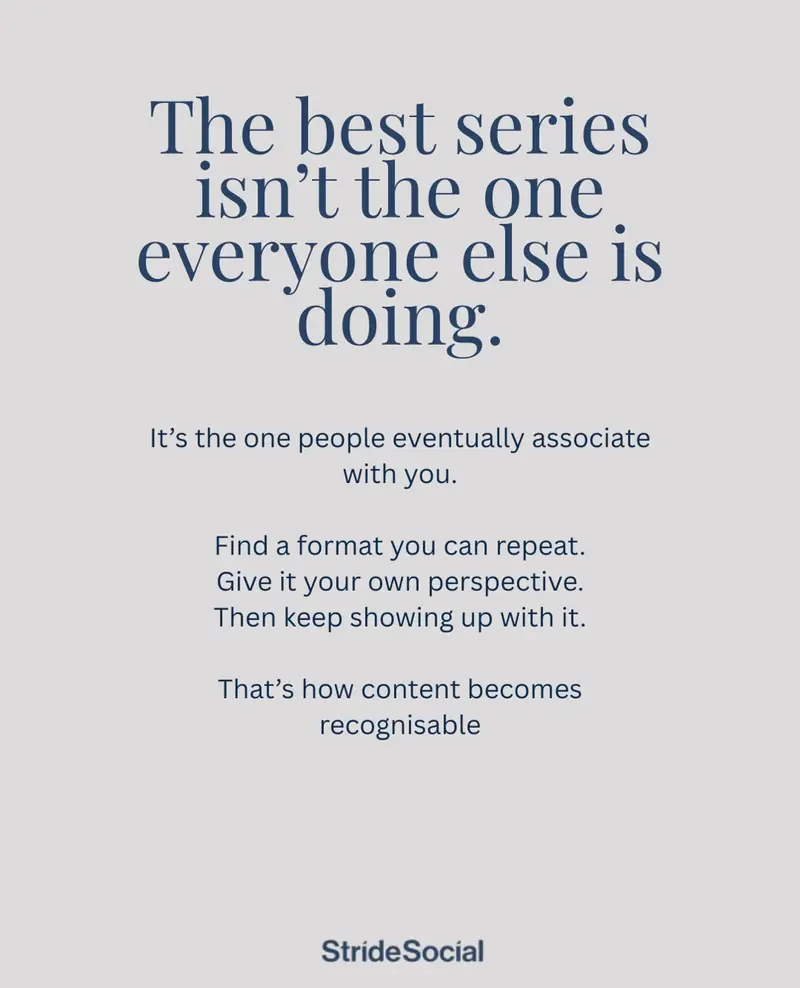 The best series
isn’t the one
everyone else is
doing.
It’s the one people eventually associate
with you.
Find a format you can repeat.
Give it your own perspective.
Then keep showing up with it.
That’s how content becomes
recognisable
StrideSocial